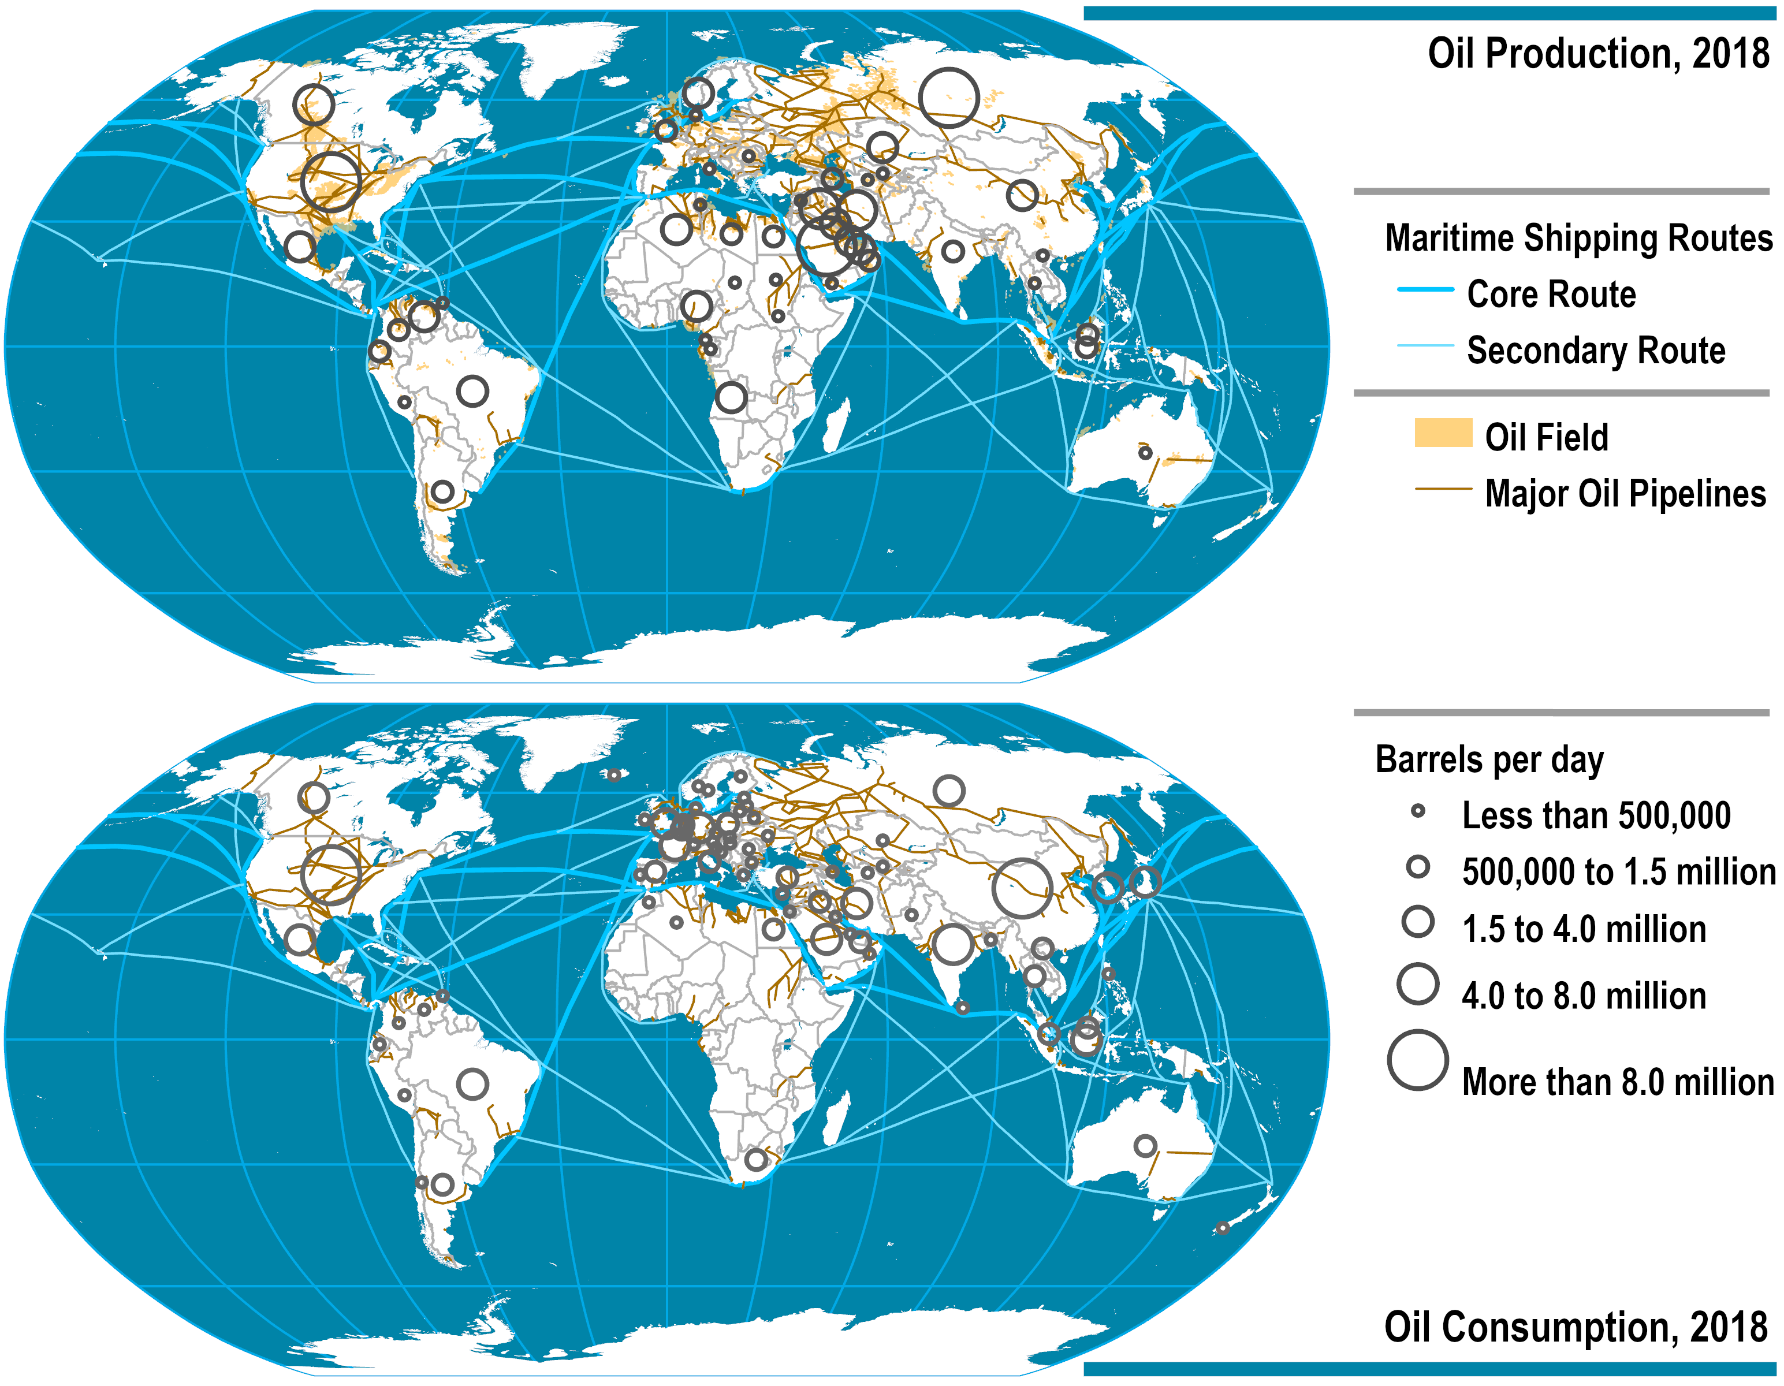 Oil Production, 2018
Maritime Shipping Routes
Core Route
Secondary Route
Oil Field
Major Oil Pipelines
Barrels per day
Less than 500,000
500,000 to 1.5 million
1.5 to 4.0 million
4.0 to 8.0 million
More than 8.0 million
Oil Consumption, 2018